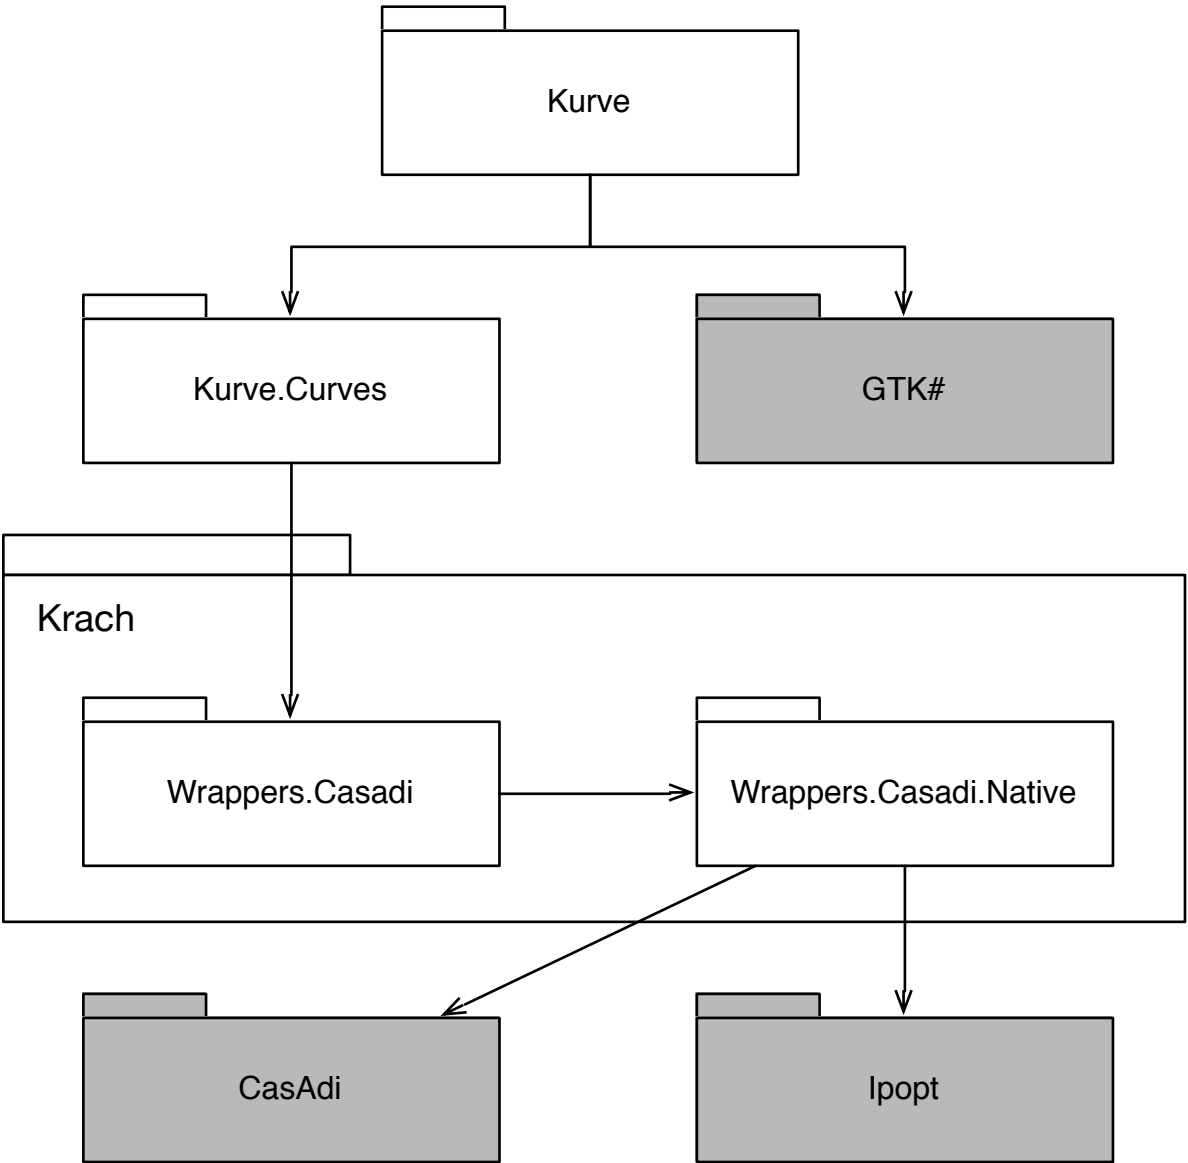 Kurve
Kurve.Curves
GTK#
Krach
Wrappers.Casadi
Wrappers.Casadi.Native
CasAdi
Ipopt